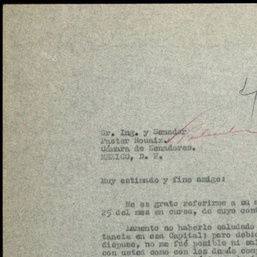 Sr. Ing. y Senador
Pastor Rouaix.
Cámara de Senadores.
MEXICO, D. F.
Muy estimado y fino amigo:
Me es grato referirme a su
25 del mes en curso, de cuyo con
Lamento no haberlo saludado
tancia en esa Capital; pero debi
dispuso, no me fué posible ni sal
con usted como con los demás com